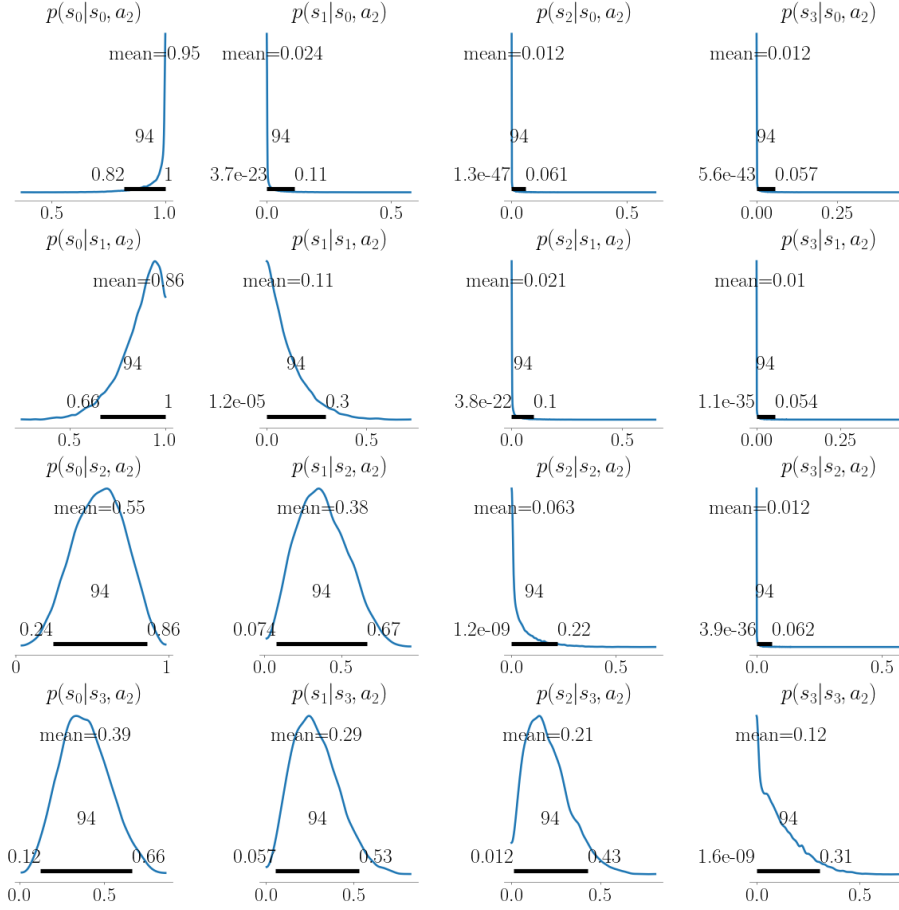 p(s₀|s₀, a₂) p(s₁|s₀, a₂) p(s₂|s₀, a₂) p(s₃|s₀, a₂)
mean=0.95 mean=0.024 mean=0.012 mean=0.012
94 94 94 94
0.82 1 3.7e-23 0.11 1.3e-47 0.061 5.6e-43 0.057
0.5 1.0 0.0 0.5 0.0 0.5 0.00 0.25
p(s₀|s₁, a₂) p(s₁|s₁, a₂) p(s₂|s₁, a₂) p(s₃|s₁, a₂)
mean=0.86 mean=0.11 mean=0.021 mean=0.01
94 94 94 94
0.66 1 1.2e-05 0.3 3.8e-22 0.1 1.1e-35 0.054
0.5 1.0 0.0 0.5 0.0 0.5 0.00 0.25
p(s₀|s₂, a₂) p(s₁|s₂, a₂) p(s₂|s₂, a₂) p(s₃|s₂, a₂)
mean=0.55 mean=0.38 mean=0.063 mean=0.012
94 94 94 94
0.24 0.86 0.074 0.67 1.2e-09 0.22 3.9e-36 0.062
0 1 0.0 0.5 0.0 0.5 0.0 0.5
p(s₀|s₃, a₂) p(s₁|s₃, a₂) p(s₂|s₃, a₂) p(s₃|s₃, a₂)
mean=0.39 mean=0.29 mean=0.21 mean=0.12
94 94 94 94
0.12 0.66 0.057 0.53 0.012 0.43 1.6e-09 0.31
0.0 0.5 0.0 0.5 0.0 0.5 0.0 0.5